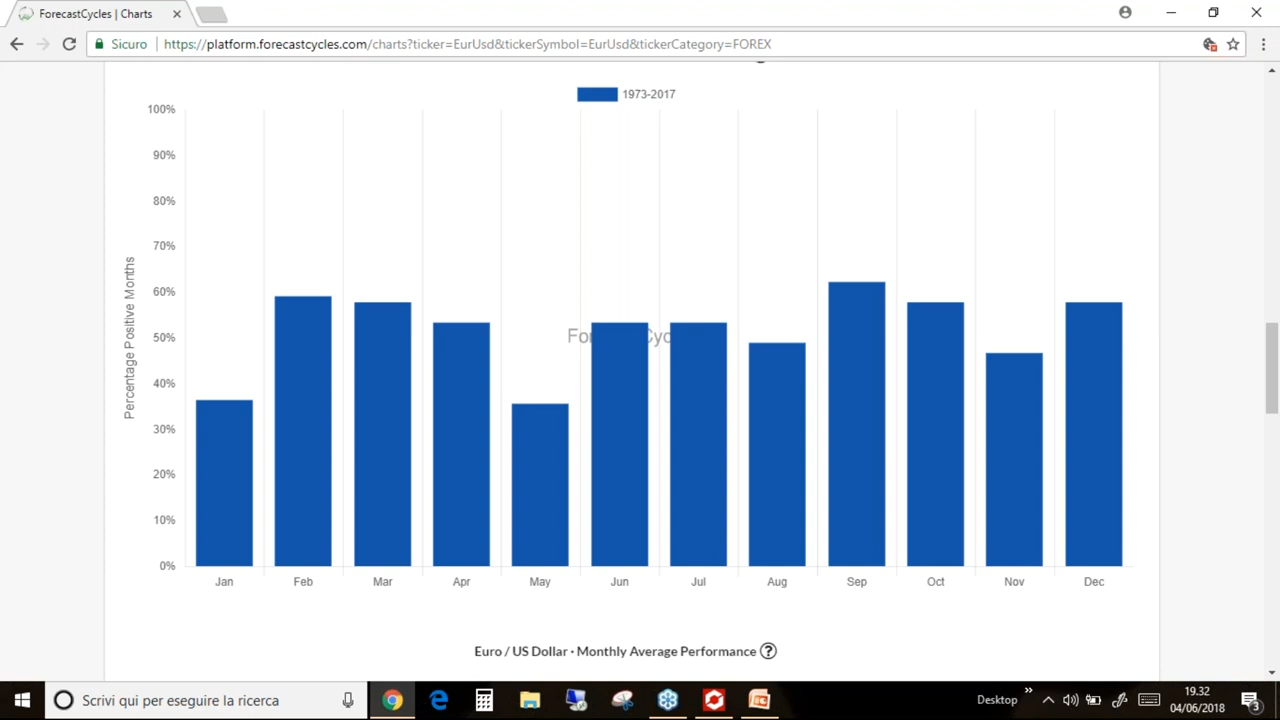 ForecastCycles | Charts
Sicuro
https://platform.forecastcycles.com/charts?ticker=EurUsd&tickerSymbol=EurUsd&tickerCategory=FOREX
1973-2017
100%
90%
80%
70%
60%
50%
40%
30%
20%
10%
0%
Percentage Positive Months
Jan Feb Mar Apr May Jun Jul Aug Sep Oct Nov Dec
Euro / US Dollar · Monthly Average Performance ?
Scrivi qui per eseguire la ricerca
Desktop
19.32
04/06/2018
3